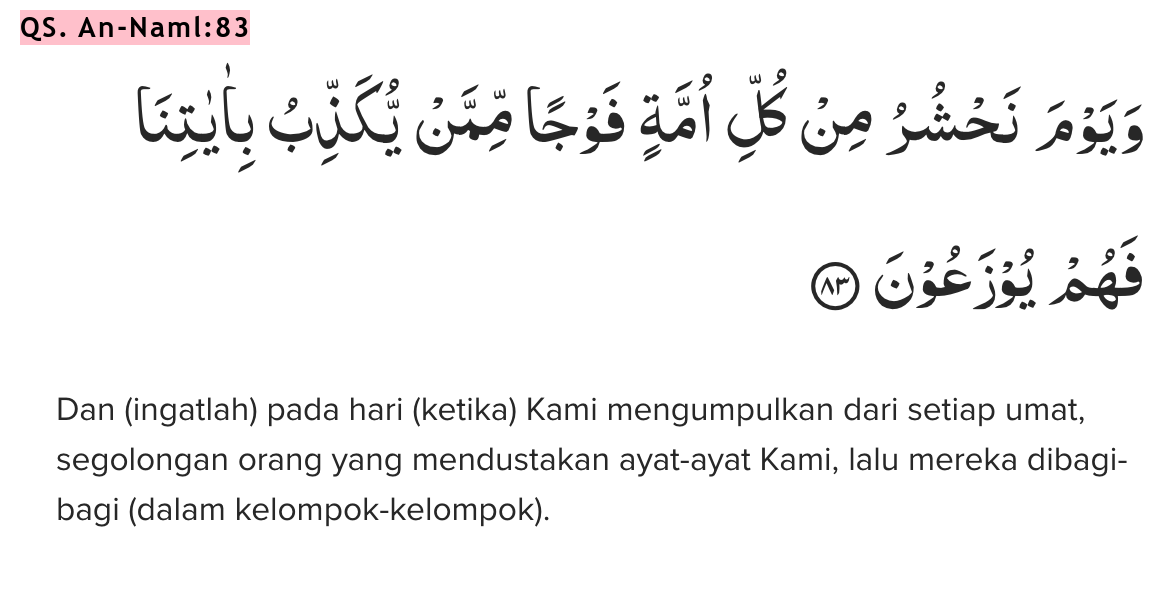 QS. An-Naml:83
وَيَوْمَ نَحْشُرُ مِنْ كُلِّ اُمَّةٍ فَوْجًا مِّمَّنْ يُّكَذِّبُ بِاٰيٰتِنَا
فَهُمْ يُوْزَعُوْنَ ٨٣
Dan (ingatlah) pada hari (ketika) Kami mengumpulkan dari setiap umat,
segolongan orang yang mendustakan ayat-ayat Kami, lalu mereka dibagi-
bagi (dalam kelompok-kelompok).